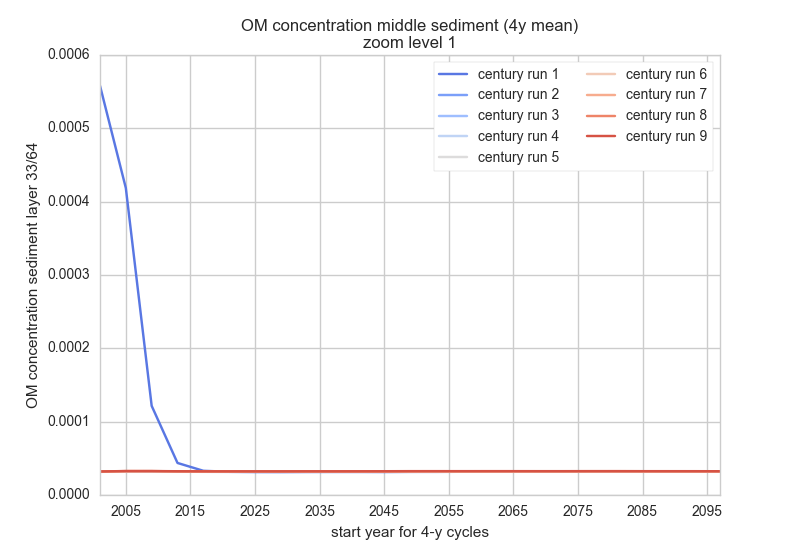 OM concentration middle sediment (4y mean)
zoom level 1
0.0006
0.0005
0.0004
0.0003
0.0002
0.0001
0.0000
OM concentration sediment layer 33/64
century run 1
century run 2
century run 3
century run 4
century run 5
century run 6
century run 7
century run 8
century run 9
2005 2015 2025 2035 2045 2055 2065 2075 2085 2095
start year for 4-y cycles